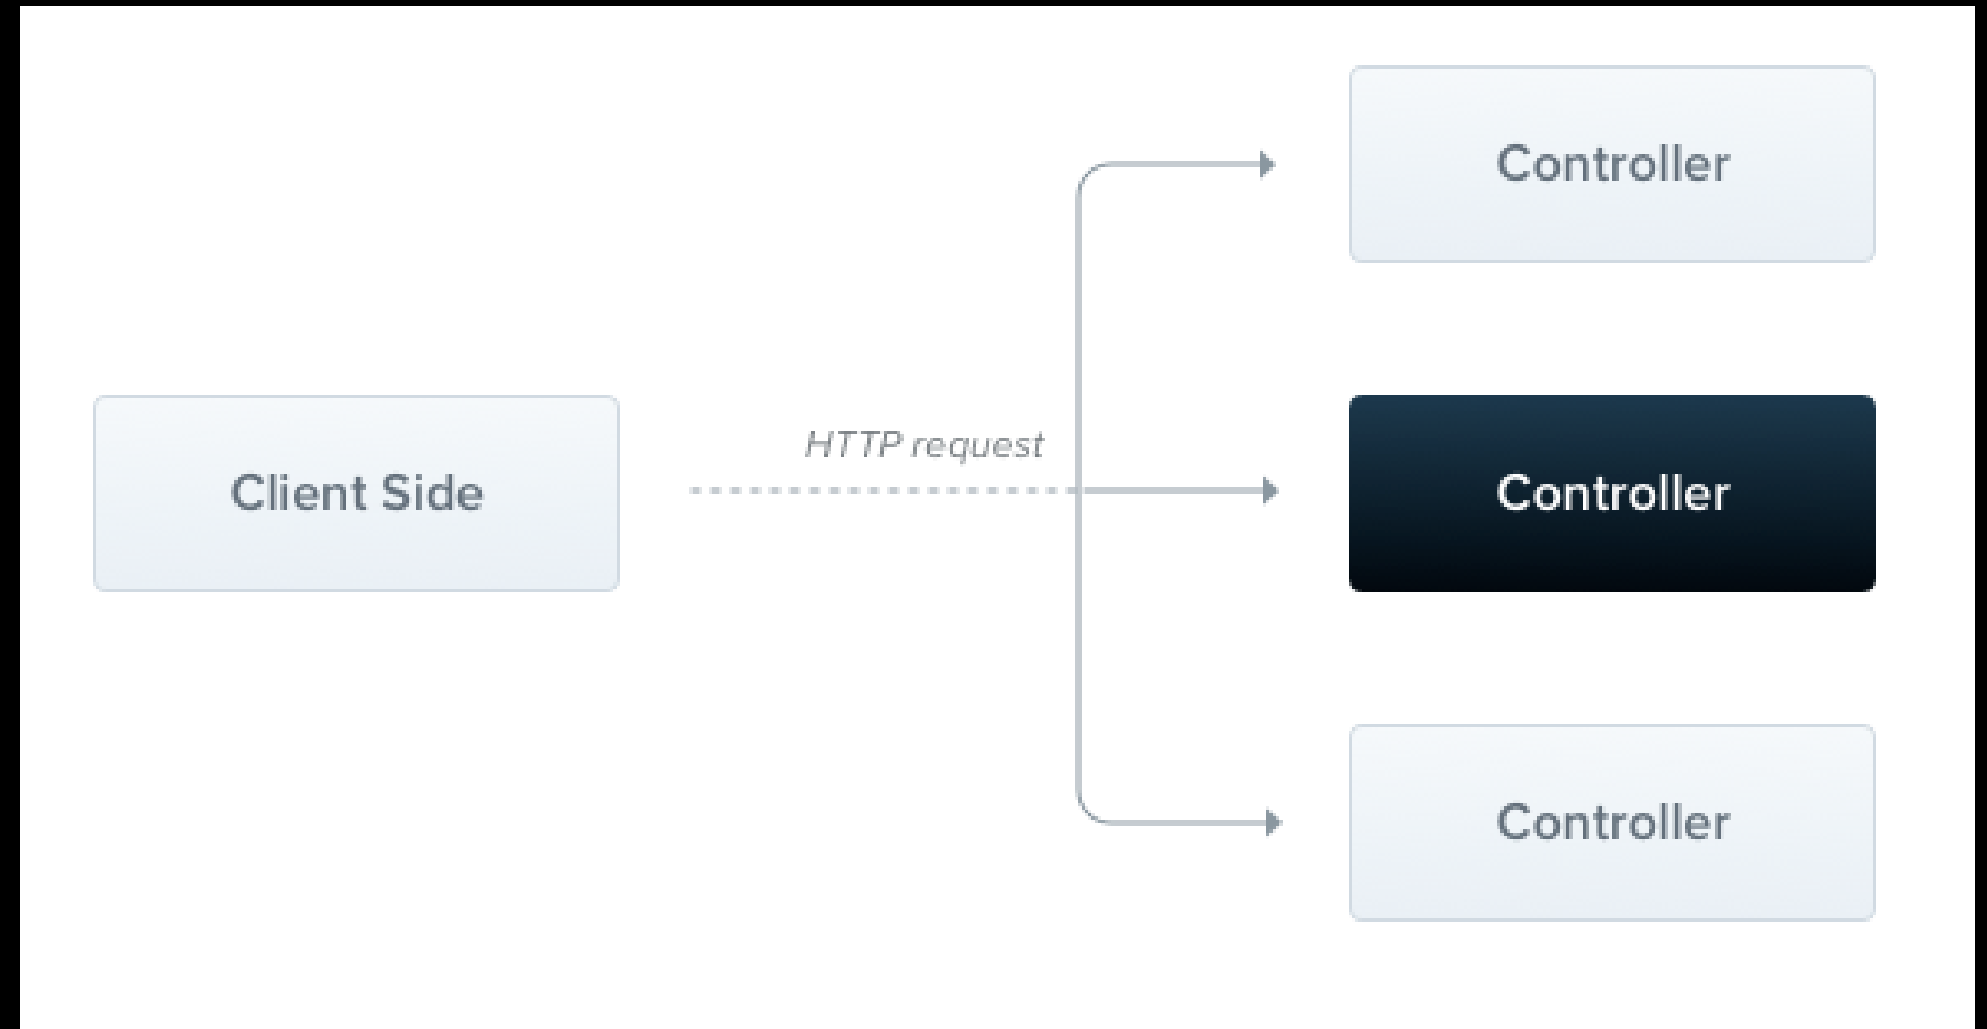 Controller
HTTP request
Client Side
Controller
Controller